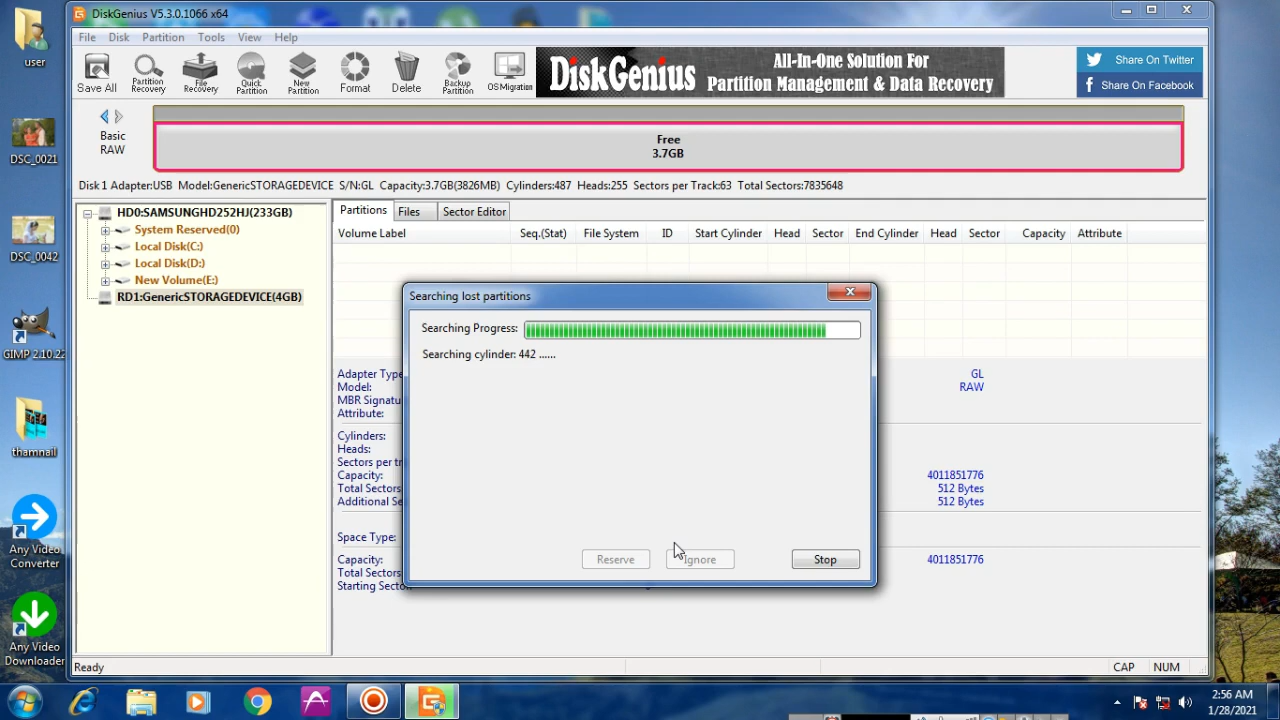 user
DSC_0021
DSC_0042
GIMP 2.10.22
thamnail
Any Video
Converter
Any Video
Downloader
DiskGenius V5.3.0.1066 x64
File Disk Partition Tools View Help
Save All
Partition
Recovery
File
Recovery
Quick
Partition
New
Partition
Format
Delete
Backup
Partition
OS Migration
DiskGenius
All-In-One Solution For
Partition Management & Data Recovery
Share On Twitter
Share On Facebook
Basic
RAW
Free
3.7GB
Disk 1 Adapter:USB Model:GenericSTORAGEDEVICE S/N:GL Capacity:3.7GB(3826MB) Cylinders:487 Heads:255 Sectors per Track:63 Total Sectors:7835648
HD0:SAMSUNGHD252HJ(233GB)
System Reserved(0)
Local Disk(C:)
Local Disk(D:)
New Volume(E:)
RD1:GenericSTORAGEDEVICE(4GB)
Partitions Files Sector Editor
Volume Label Seq.(Stat) File System ID Start Cylinder Head Sector End Cylinder Head Sector Capacity Attribute
Searching lost partitions
Searching Progress:
Searching cylinder: 442 ......
Reserve Ignore Stop
Adapter Type GL
Model: RAW
MBR Signatu
Attribute:
Cylinders:
Heads:
Sectors per tr
Capacity: 4011851776
Total Sectors 512 Bytes
Additional Se 512 Bytes
Space Type:
Capacity: 4011851776
Total Sectors
Starting Sector
Ready CAP NUM
2:56 AM
1/28/2021